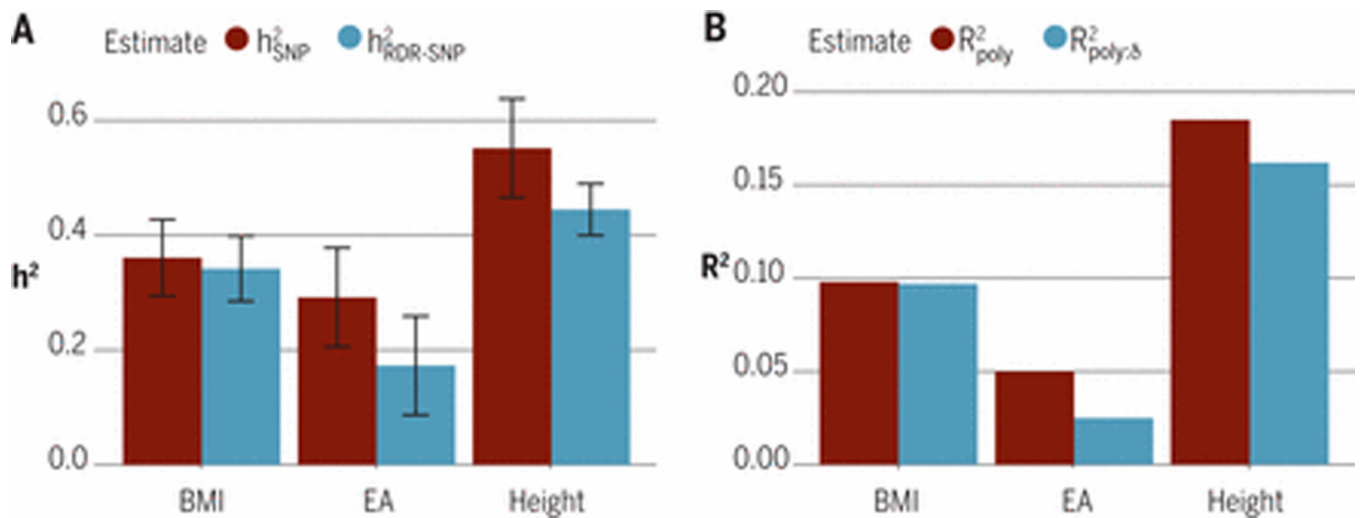 A
Estimate h²SNP h²RDR-SNP
0.6
0.4
h²
0.2
0.0
BMI EA Height
B
Estimate R²poly R²poly:δ
0.20
0.15
R² 0.10
0.05
0.00
BMI EA Height